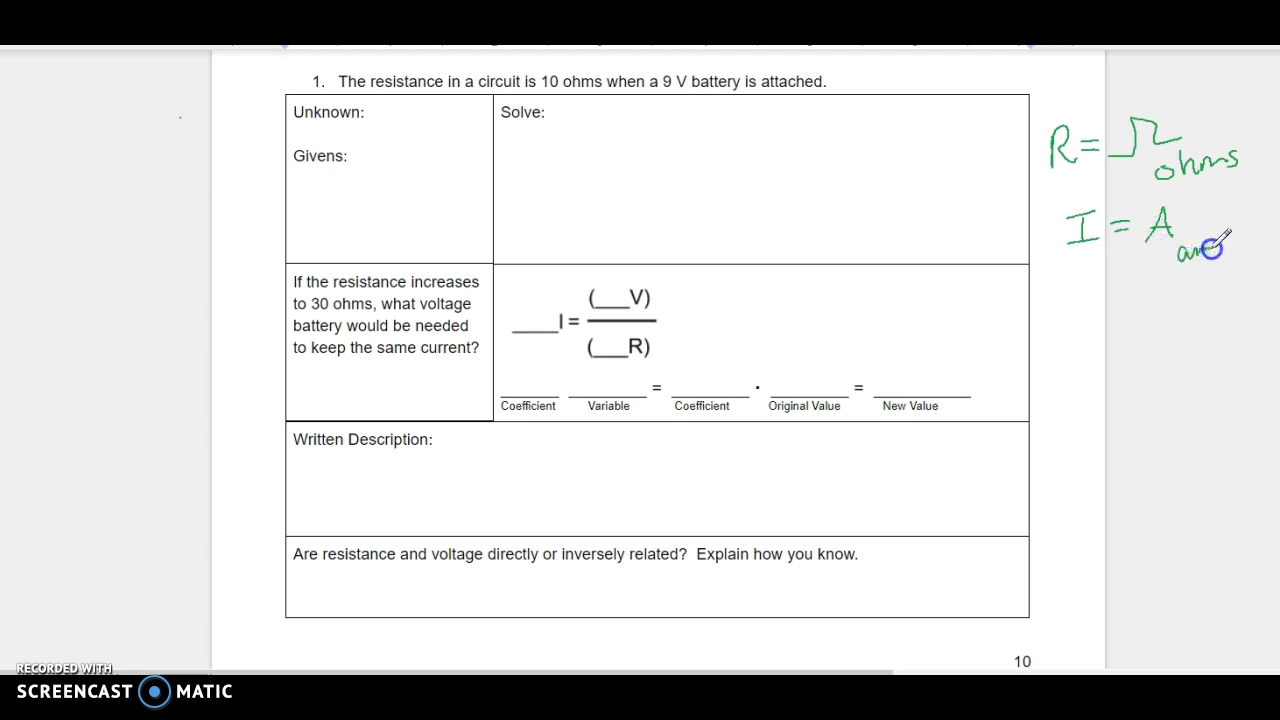 1. The resistance in a circuit is 10 ohms when a 9 V battery is attached.
Unknown:
Givens:
Solve:
R = Ω
ohms
I = A
If the resistance increases
to 30 ohms, what voltage
battery would be needed
to keep the same current?
(___V)
____I =
(___R)
= · =
Coefficient Variable Coefficient Original Value New Value
Written Description:
Are resistance and voltage directly or inversely related? Explain how you know.
10
RECORDED WITH
SCREENCAST MATIC